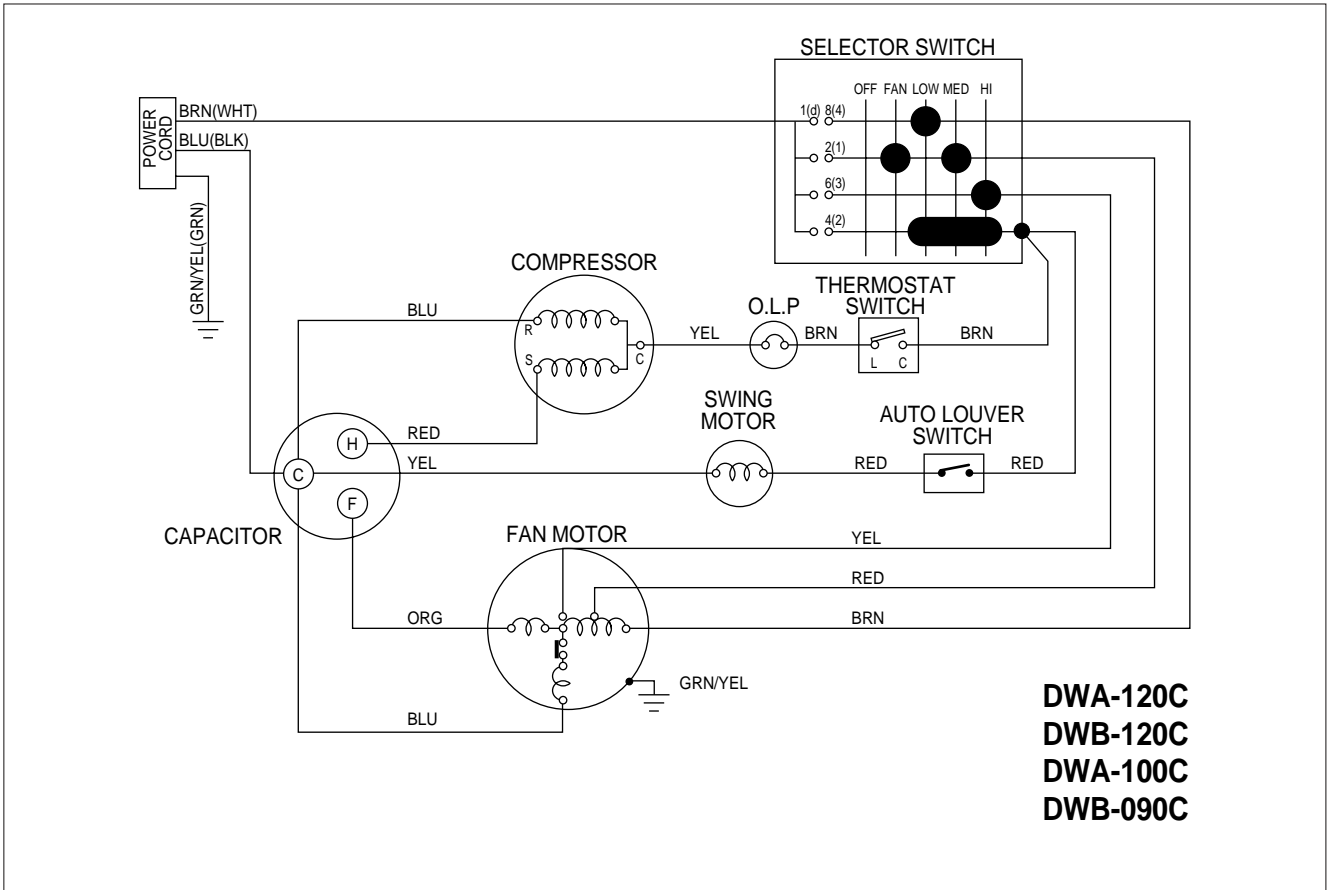 SELECTOR SWITCH
OFF FAN LOW MED HI
1(d) 8(4)
2(1)
6(3)
4(2)
POWER
CORD
BRN(WHT)
BLU(BLK)
GRN/YEL(GRN)
COMPRESSOR
R
S
C
BLU
RED
YEL
O.L.P
BRN
THERMOSTAT
SWITCH
L C
BRN
SWING
MOTOR
AUTO LOUVER
SWITCH
RED
RED
H
C
F
YEL
CAPACITOR
FAN MOTOR
YEL
RED
BRN
ORG
BLU
GRN/YEL
DWA-120C
DWB-120C
DWA-100C
DWB-090C